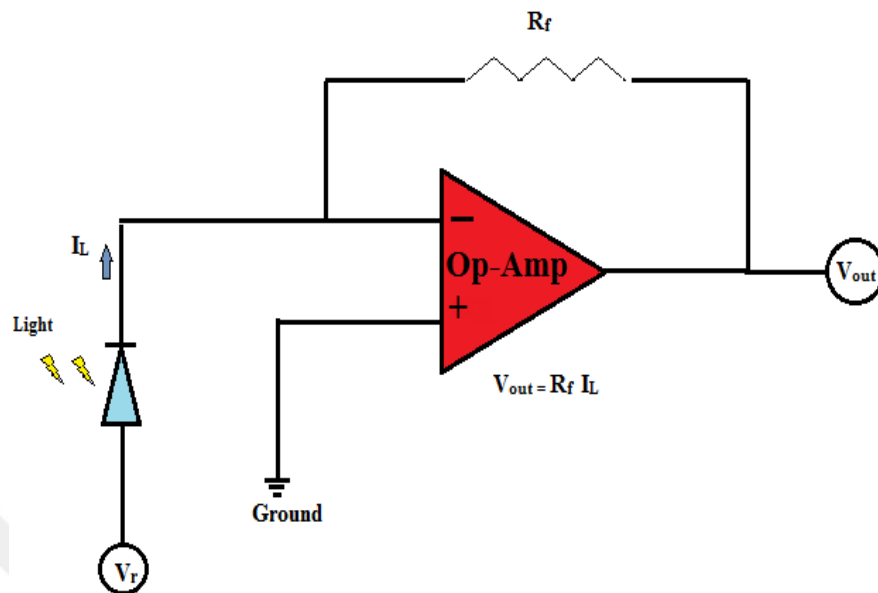 Rf
IL
Light
−
Op-Amp
+
Vout
Vout = Rf IL
Ground
Vr